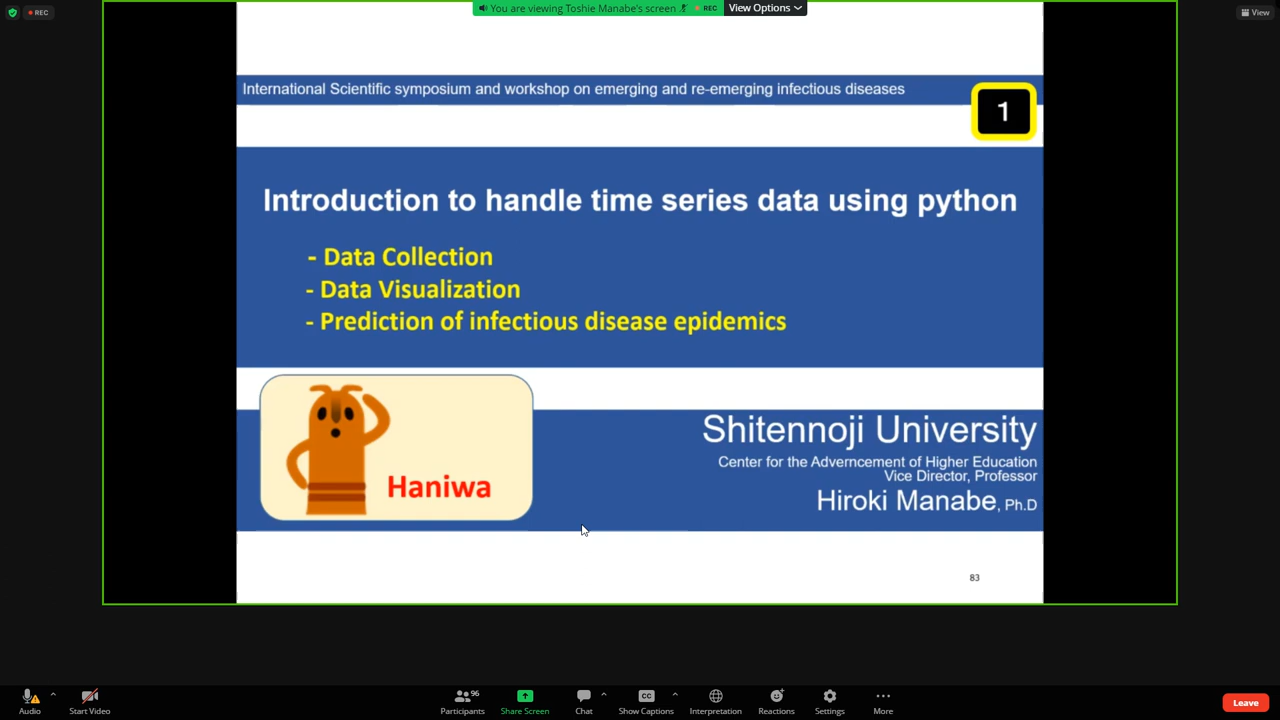 REC
You are viewing Toshie Manabe's screen
REC
View Options
View
International Scientific symposium and workshop on emerging and re-emerging infectious diseases
1
Introduction to handle time series data using python
- Data Collection
- Data Visualization
- Prediction of infectious disease epidemics
Haniwa
Shitennoji University
Center for the Adverncement of Higher Education
Vice Director, Professor
Hiroki Manabe, Ph.D
83
96
Audio
Start Video
Participants
Share Screen
Chat
CC
Show Captions
Interpretation
Reactions
Settings
More
Leave